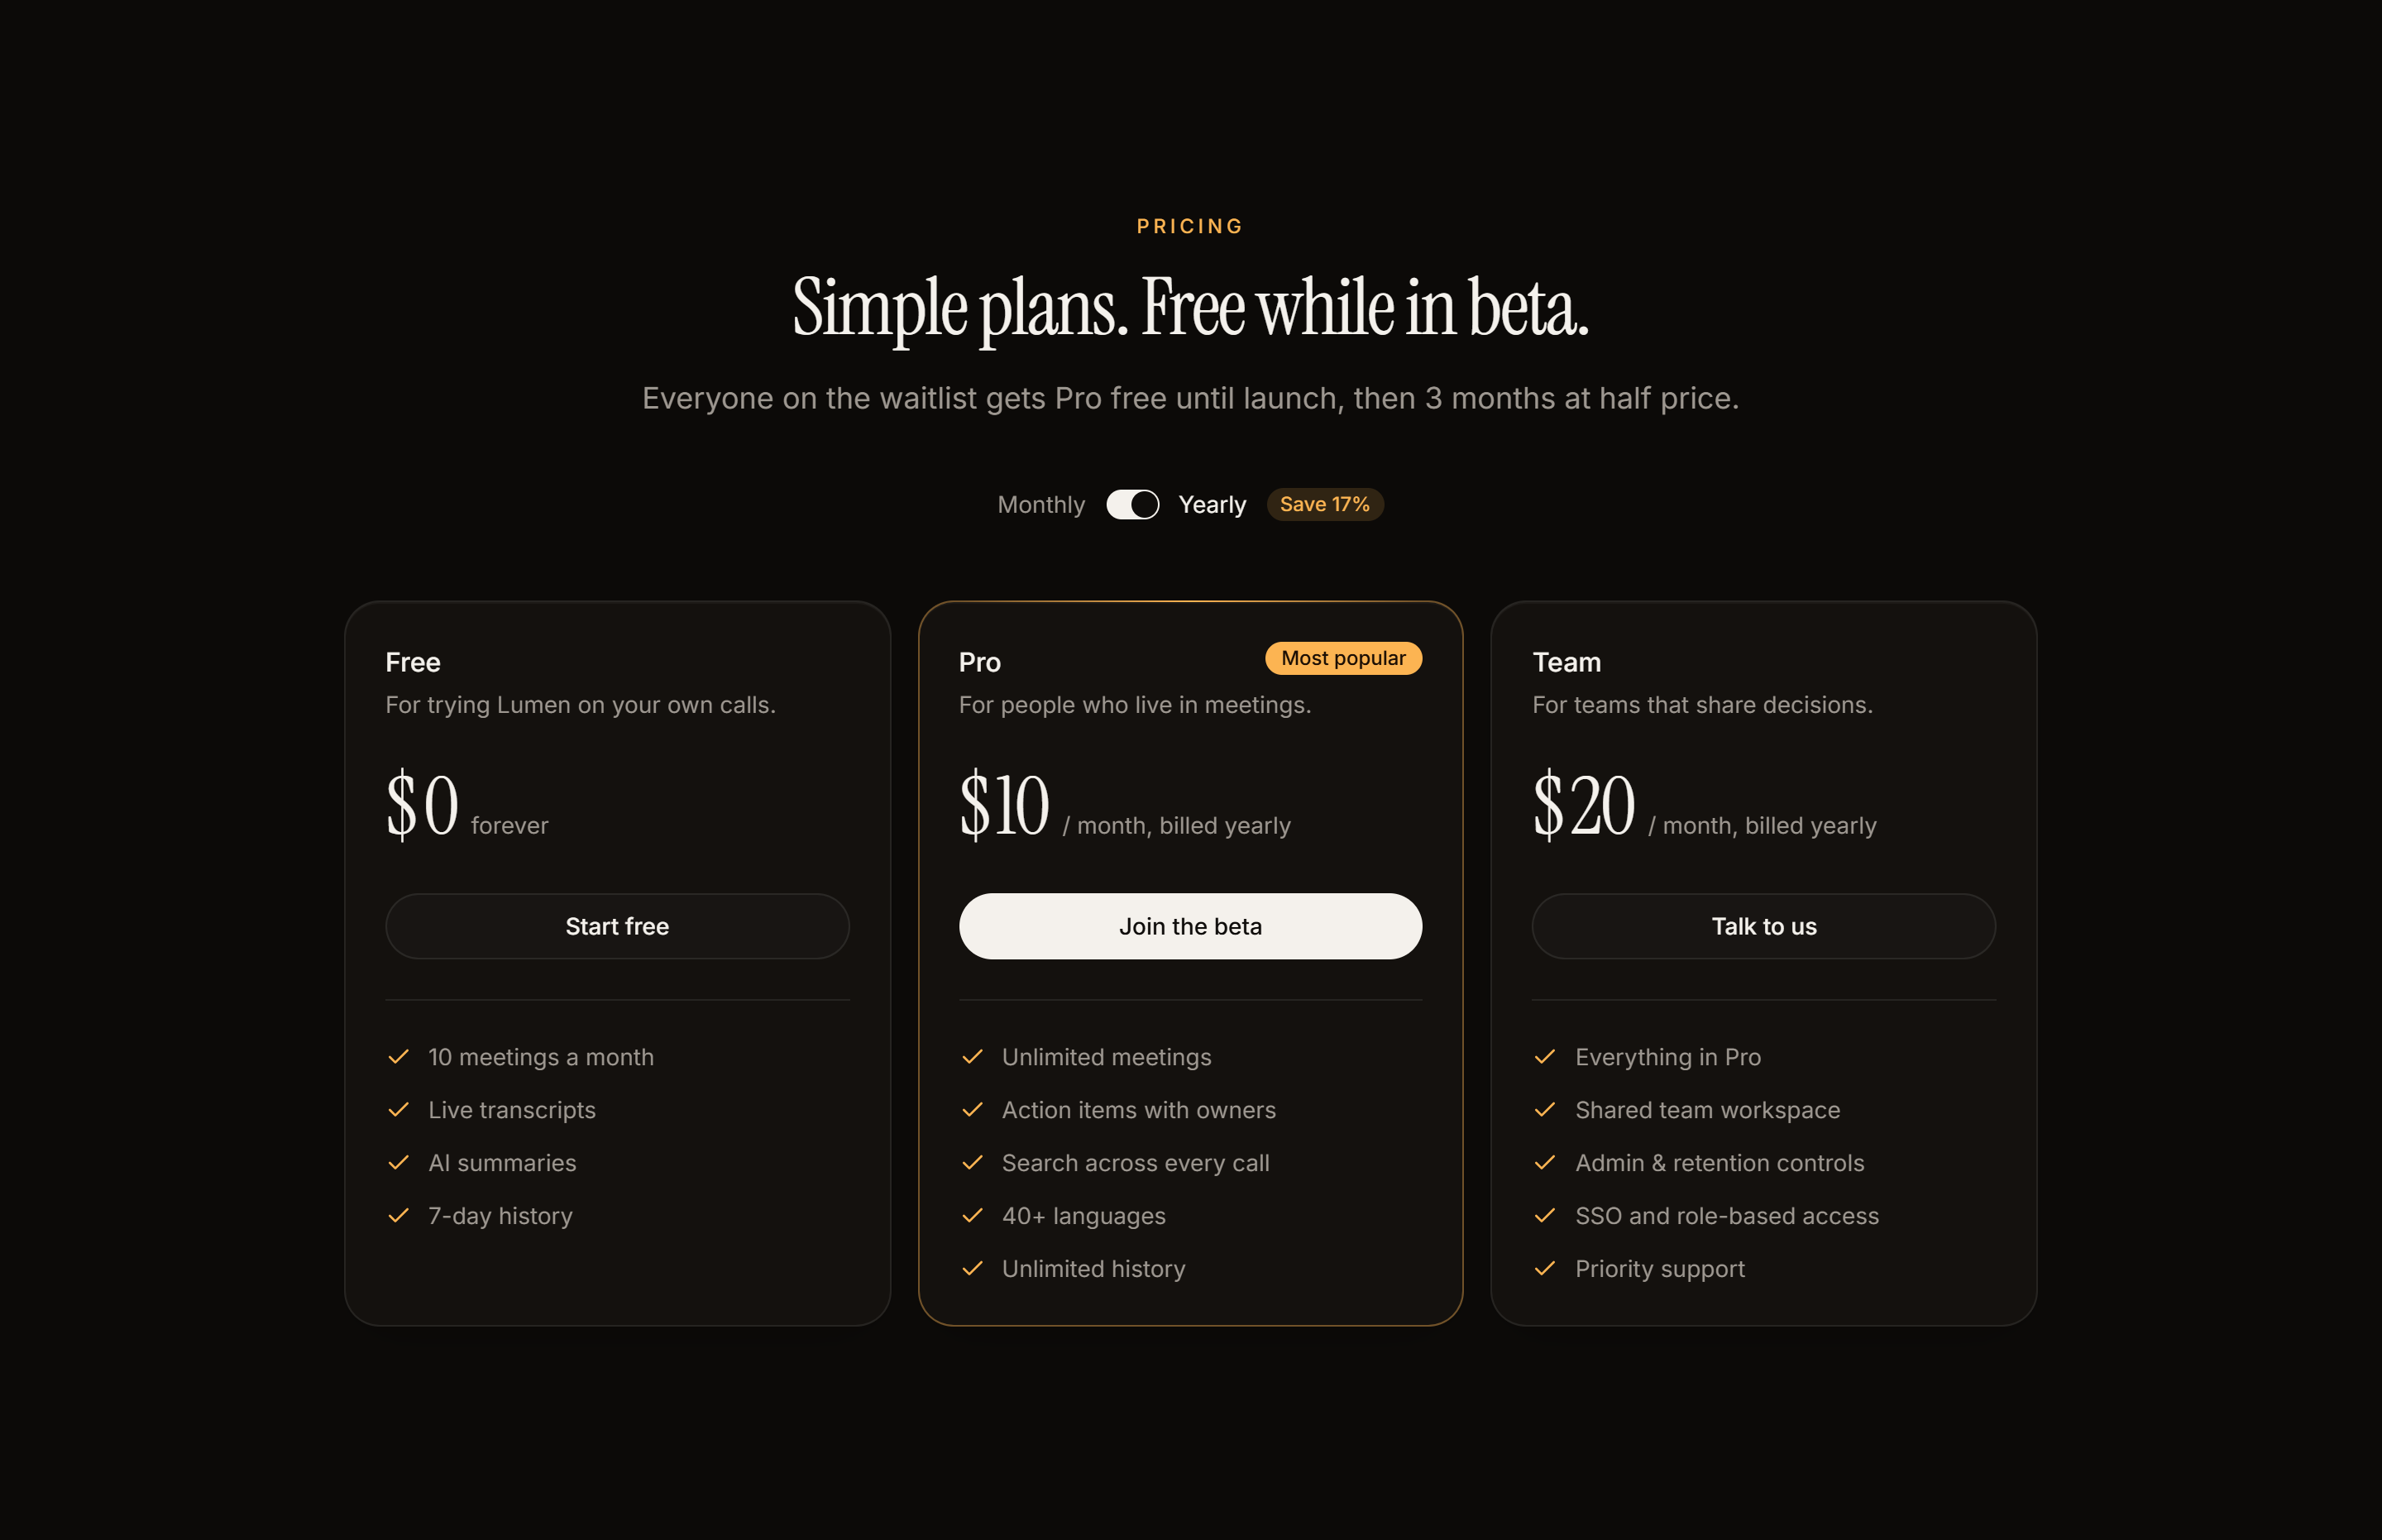 PRICING
Simple plans. Free while in beta.
Everyone on the waitlist gets Pro free until launch, then 3 months at half price.
Monthly Yearly Save 17%
Free
For trying Lumen on your own calls.
$0 forever
Start free
10 meetings a month
Live transcripts
AI summaries
7-day history
Pro
Most popular
For people who live in meetings.
$10 / month, billed yearly
Join the beta
Unlimited meetings
Action items with owners
Search across every call
40+ languages
Unlimited history
Team
For teams that share decisions.
$20 / month, billed yearly
Talk to us
Everything in Pro
Shared team workspace
Admin & retention controls
SSO and role-based access
Priority support